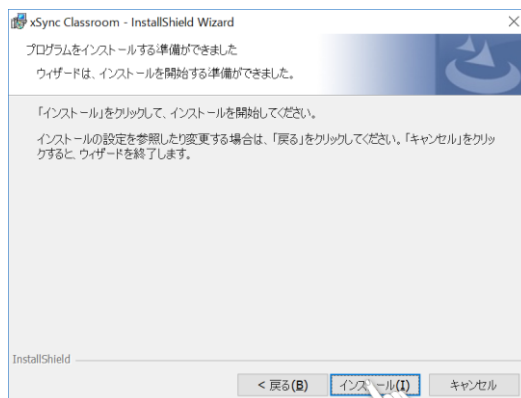 xSync Classroom - InstallShield Wizard
プログラムをインストールする準備ができました
ウィザードは、インストールを開始する準備ができました。
「インストール」をクリックして、インストールを開始してください。
インストールの設定を参照したり変更する場合は、「戻る」をクリックしてください。「キャンセル」をクリッ
クすると、ウィザードを終了します。
InstallShield
< 戻る(B) インストール(I) キャンセル